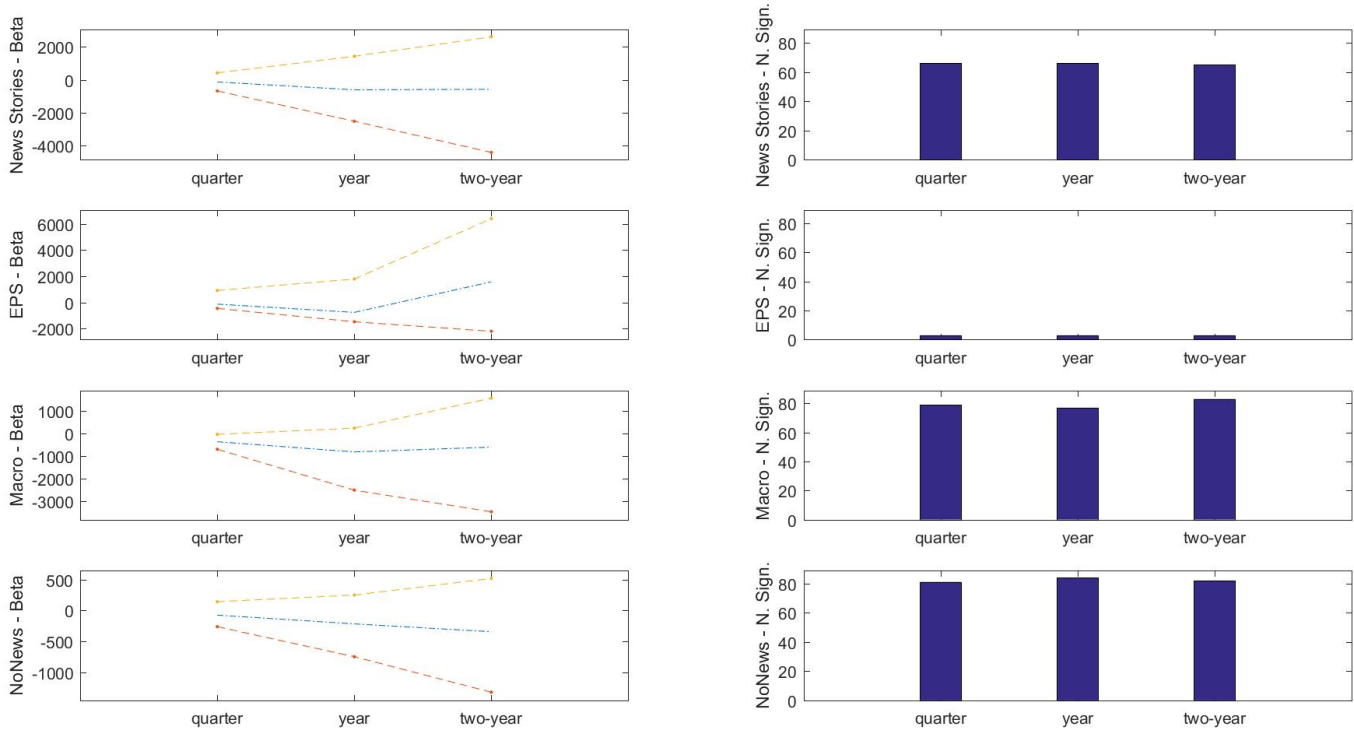 News Stories - Beta
2000
0
-2000
-4000
quarter year two-year
News Stories - N. Sign.
80
60
40
20
0
quarter year two-year
EPS - Beta
6000
4000
2000
0
-2000
quarter year two-year
EPS - N. Sign.
80
60
40
20
0
quarter year two-year
Macro - Beta
1000
0
-1000
-2000
-3000
quarter year two-year
Macro - N. Sign.
80
60
40
20
0
quarter year two-year
NoNews - Beta
500
0
-500
-1000
quarter year two-year
NoNews - N. Sign.
80
60
40
20
0
quarter year two-year